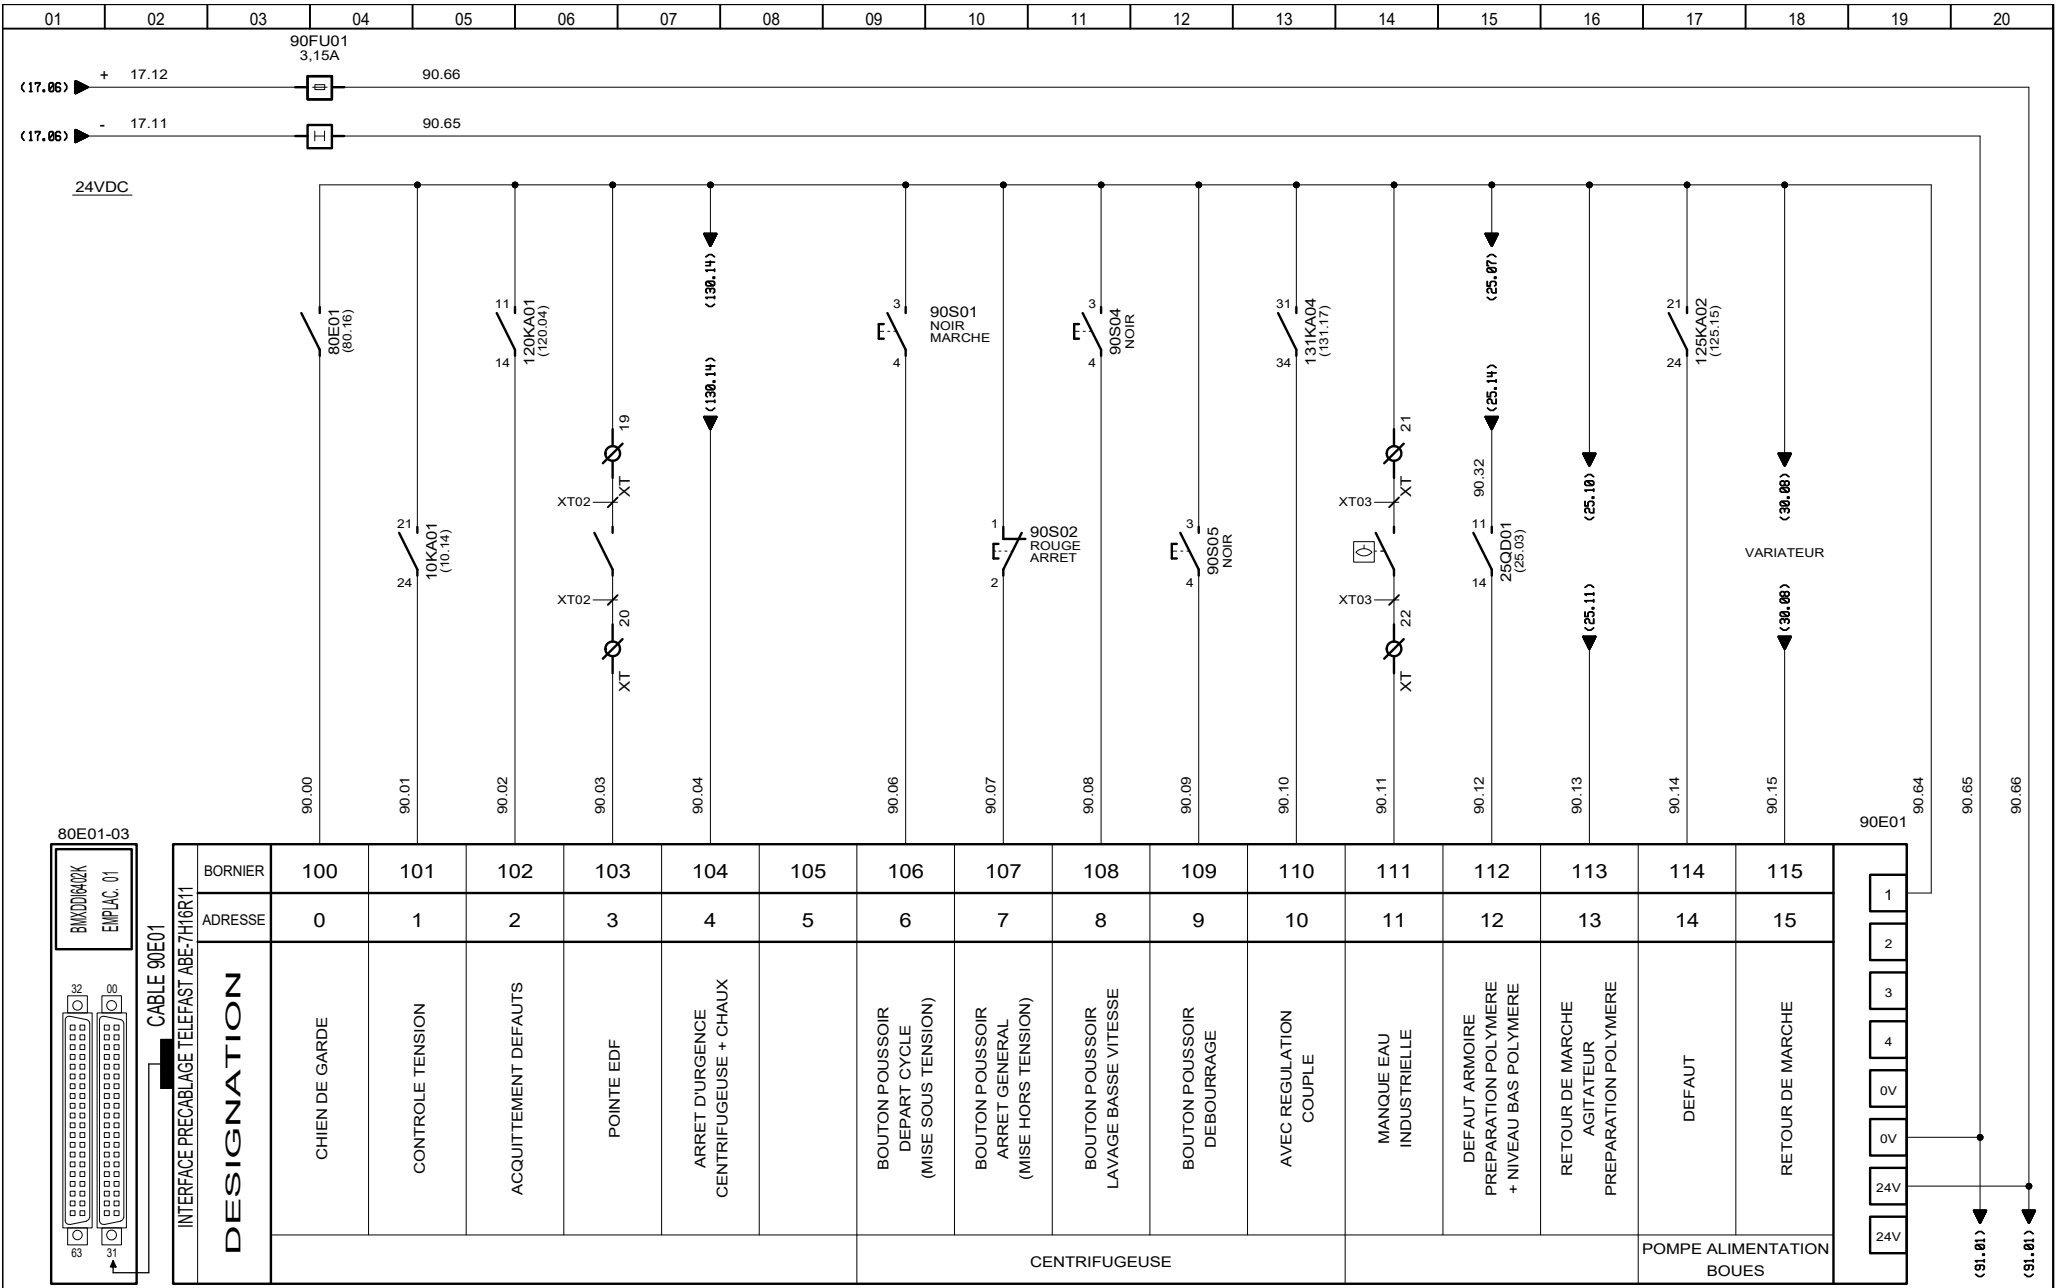 01 02 03 04 05 06 07 08 09 10 11 12 13 14 15 16 17 18 19 20
90FU01
3,15A
(17.06) + 17.12 90.66
(17.06) - 17.11 90.65
24VDC
80E01
(80.16)
21
10KA01
(10.14)
24
11
120KA01
(120.04)
14
19
XT
XT02
XT02
20
XT
(130.14)
(130.14)
3
90S01
NOIR
MARCHE
4
1
90S02
ROUGE
ARRET
2
3
90S04
NOIR
4
3
90S05
NOIR
4
31
131KA04
(131.17)
34
21
XT
XT03
XT03
22
XT
(25.07)
(25.14)
90.32
11
25QD01
(25.03)
14
(25.10)
(25.11)
21
125KA02
(125.15)
24
(30.08)
VARIATEUR
(30.08)
90.00 90.01 90.02 90.03 90.04 90.06 90.07 90.08 90.09 90.10 90.11 90.12 90.13 90.14 90.15 90.64 90.65 90.66
80E01-03
BMXDDI6402K
EMPLAC. 01
32 00
63 31
CABLE 90E01
INTERFACE PRECABLAGE TELEFAST ABE-7H16R11
90E01
BORNIER 100 101 102 103 104 105 106 107 108 109 110 111 112 113 114 115
ADRESSE 0 1 2 3 4 5 6 7 8 9 10 11 12 13 14 15
DESIGNATION
CHIEN DE GARDE
CONTROLE TENSION
ACQUITTEMENT DEFAUTS
POINTE EDF
ARRET D'URGENCE
CENTRIFUGEUSE + CHAUX
BOUTON POUSSOIR
DEPART CYCLE
(MISE SOUS TENSION)
BOUTON POUSSOIR
ARRET GENERAL
(MISE HORS TENSION)
BOUTON POUSSOIR
LAVAGE BASSE VITESSE
BOUTON POUSSOIR
DEBOURRAGE
AVEC REGULATION
COUPLE
MANQUE EAU
INDUSTRIELLE
DEFAUT ARMOIRE
PREPARATION POLYMERE
+ NIVEAU BAS POLYMERE
RETOUR DE MARCHE
AGITATEUR
PREPARATION POLYMERE
DEFAUT
RETOUR DE MARCHE
CENTRIFUGEUSE
POMPE ALIMENTATION
BOUES
1
2
3
4
0V
0V
24V
24V
(91.01)
(91.01)